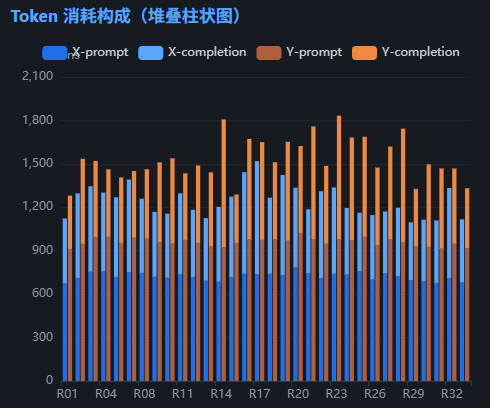 Token 消耗构成（堆叠柱状图）
X-prompt X-completion Y-prompt Y-completion
2,100
1,800
1,500
1,200
900
600
300
0
R01 R04 R08 R11 R14 R17 R20 R23 R26 R29 R32